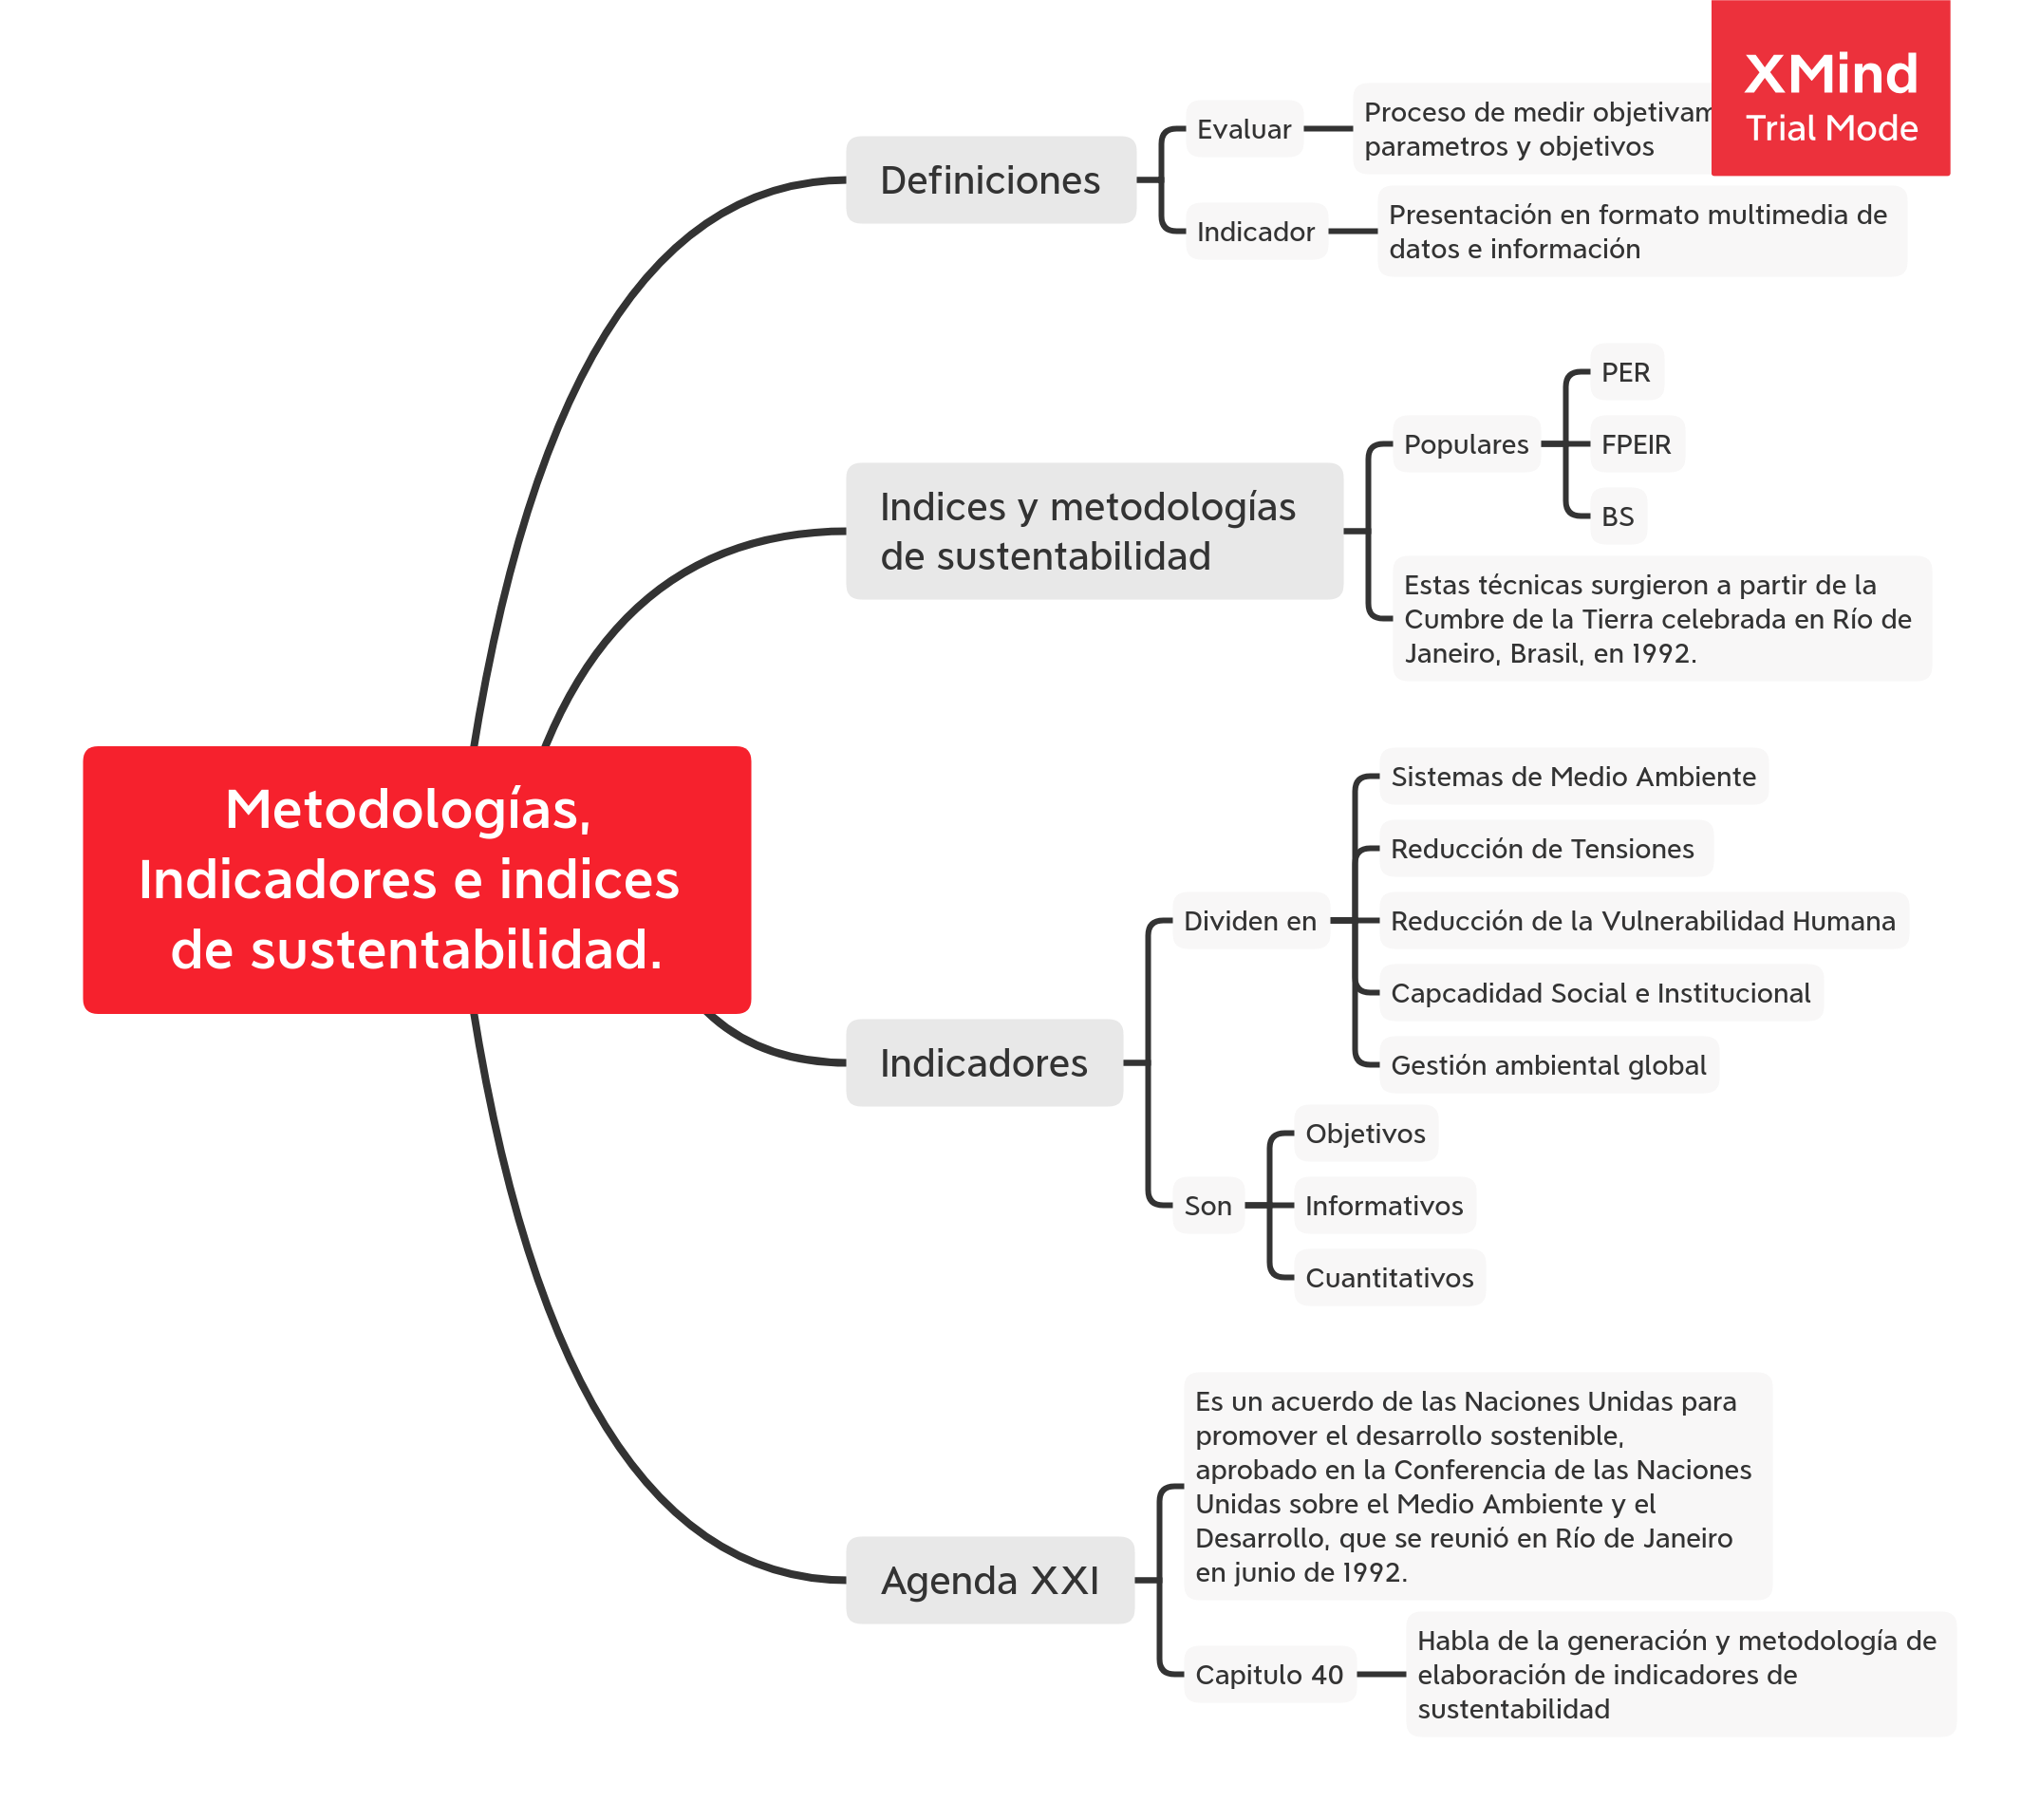 XMind
Trial Mode
Definiciones
Evaluar
Proceso de medir
parametros y objetivos
Indicador
Presentación en formato multimedia de
datos e información
Indices y metodologías
de sustentabilidad
Populares
PER
FPEIR
BS
Estas técnicas surgieron a partir de la
Cumbre de la Tierra celebrada en Río de
Janeiro, Brasil, en 1992.
Metodologías,
Indicadores e indices
de sustentabilidad.
Indicadores
Dividen en
Sistemas de Medio Ambiente
Reducción de Tensiones
Reducción de la Vulnerabilidad Humana
Capcadidad Social e Institucional
Gestión ambiental global
Son
Objetivos
Informativos
Cuantitativos
Agenda XXI
Es un acuerdo de las Naciones Unidas para
promover el desarrollo sostenible,
aprobado en la Conferencia de las Naciones
Unidas sobre el Medio Ambiente y el
Desarrollo, que se reunió en Río de Janeiro
en junio de 1992.
Capitulo 40
Habla de la generación y metodología de
elaboración de indicadores de
sustentabilidad